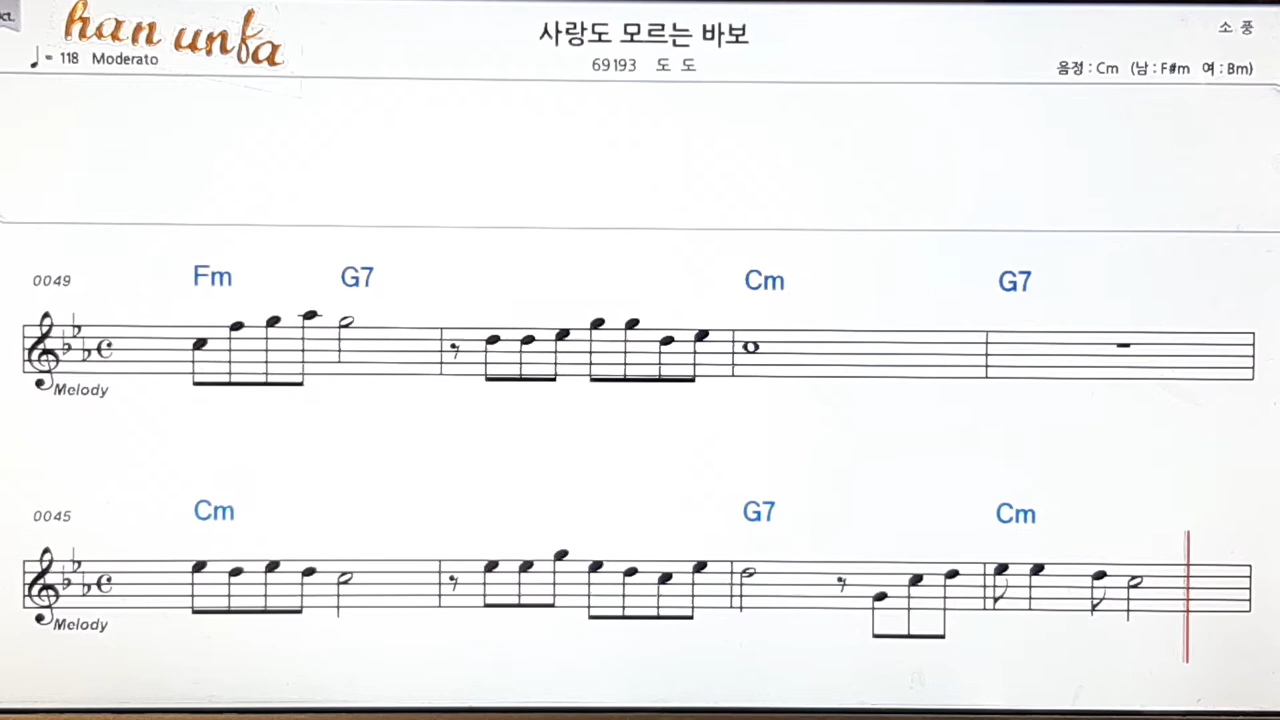 han unfa
사랑도 모르는 바보
소 풍
♩= 118 Moderato
69193 도 도
음정 : Cm (남 : F#m 여 : Bm)
0049 Fm G7 Cm G7
Melody
0045 Cm G7 Cm
Melody